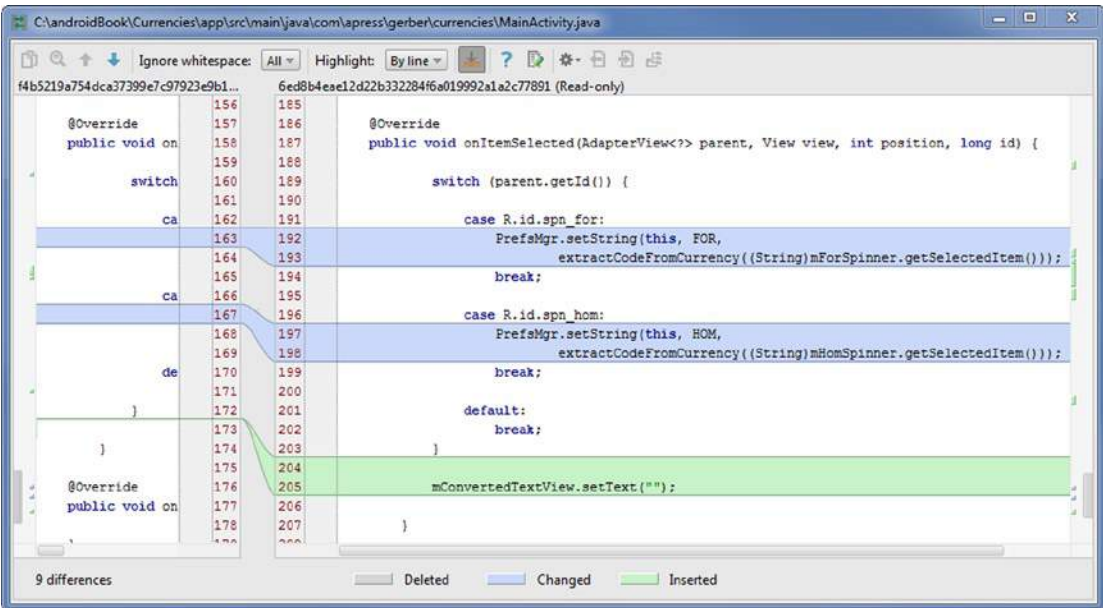 C:\androidBook\Currencies\app\src\main\java\com\apress\gerber\currencies\MainActivity.java
Ignore whitespace: All Highlight: By line ?
f4b5219a754dca37399e7c97923e9b1... 6ed8b4eae12d22b332284f6a019992a1a2c77891 (Read-only)
156 185
@Override 157 186 @Override
public void on 158 187 public void onItemSelected(AdapterView<?> parent, View view, int position, long id) {
159 188
switch 160 189 switch (parent.getId()) {
161 190
ca 162 191 case R.id.spn_for:
163 192 PrefsMgr.setString(this, FOR,
164 193 extractCodeFromCurrency((String)mForSpinner.getSelectedItem()));
165 194 break;
ca 166 195
167 196 case R.id.spn_hom:
168 197 PrefsMgr.setString(this, HOM,
169 198 extractCodeFromCurrency((String)mHomSpinner.getSelectedItem()));
de 170 199 break;
171 200
} 172 201 default:
173 202 break;
} 174 203 }
175 204
@Override 176 205 mConvertedTextView.setText("");
public void on 177 206
178 207 }
9 differences Deleted Changed Inserted